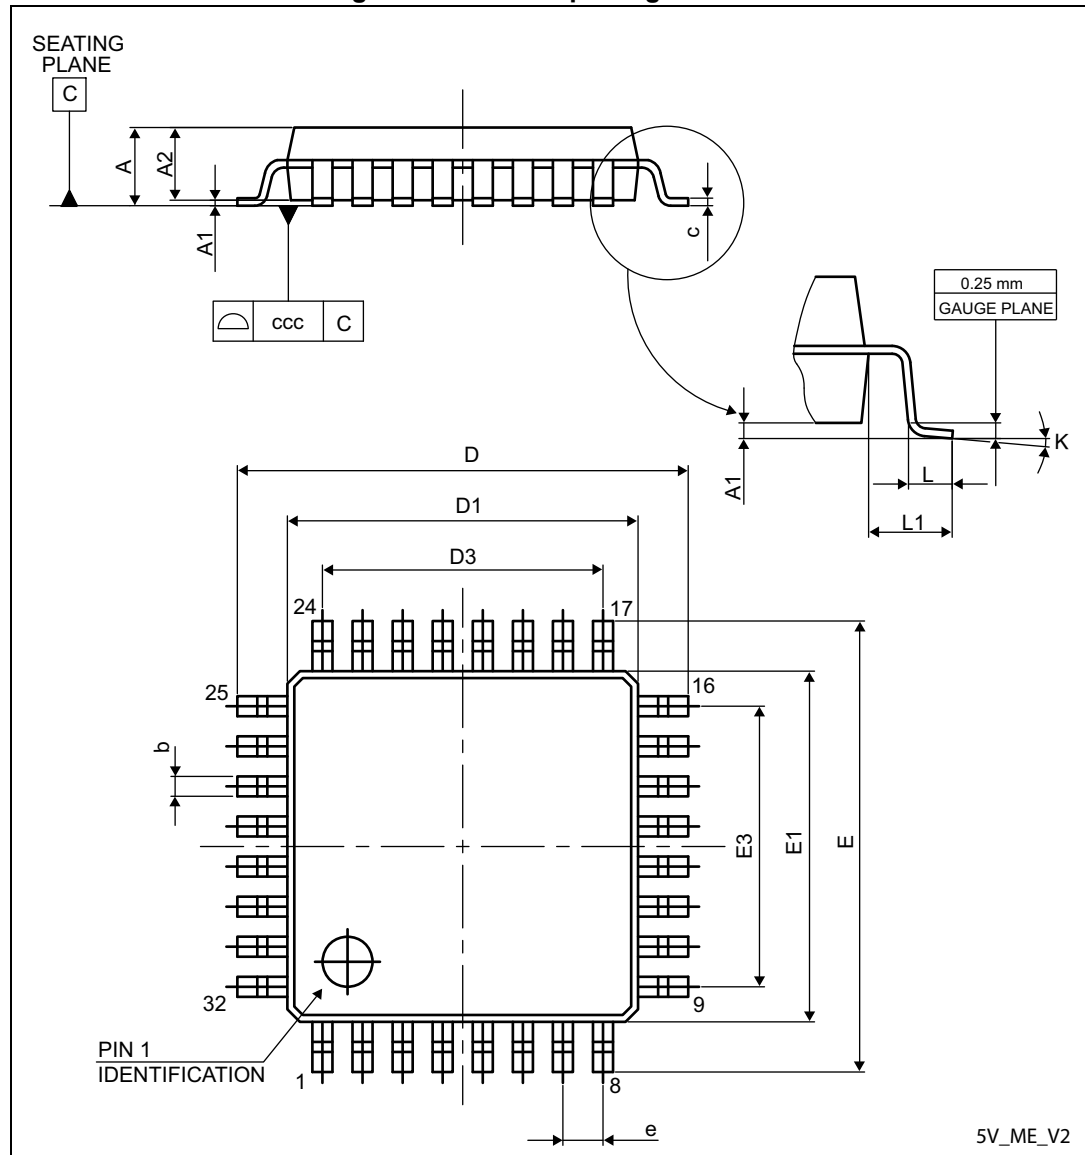 SEATING
PLANE
C
A
A2
A1
c
ccc C
0.25 mm
GAUGE PLANE
K
A1
L
L1
D
D1
D3
24
17
25
16
b
E3
E1
E
32
9
PIN 1
IDENTIFICATION
1
8
e
5V_ME_V2